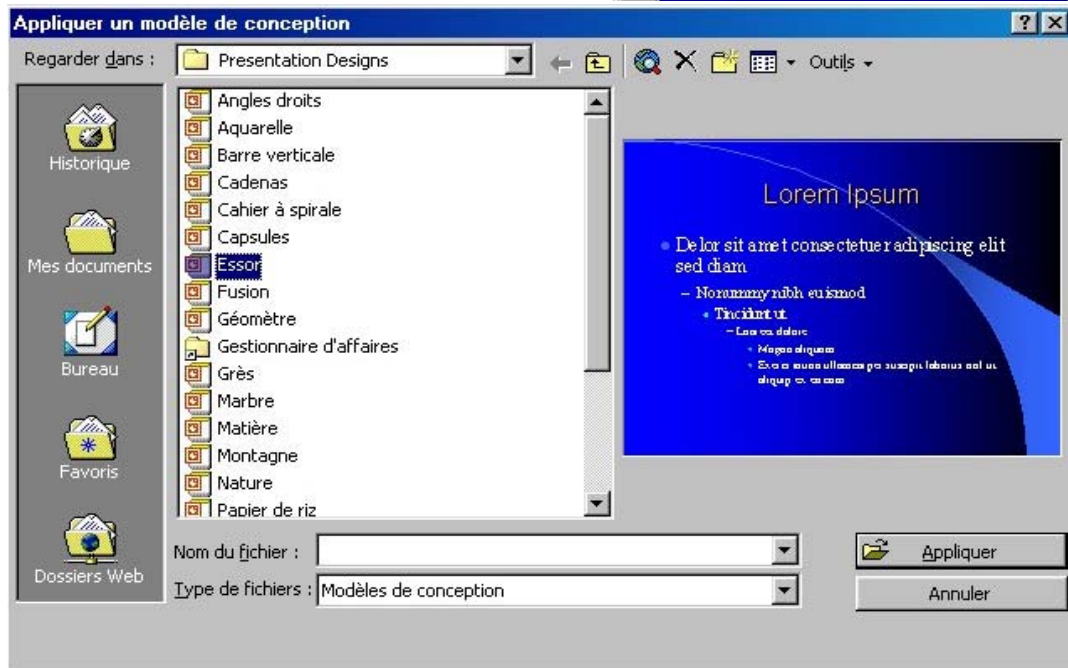 Appliquer un modèle de conception
Regarder dans :
Presentation Designs
Outils
Historique
Mes documents
Bureau
Favoris
Dossiers Web
Angles droits
Aquarelle
Barre verticale
Cadenas
Cahier à spirale
Capsules
Essor
Fusion
Géomètre
Gestionnaire d'affaires
Grès
Marbre
Matière
Montagne
Nature
Papier de riz
Lorem Ipsum
Delor sit amet consectetuer adipiscing elit
sed diam
– Nonummy nibh euismod
Tincidunt ut
Nom du fichier :
Type de fichiers :
Modèles de conception
Appliquer
Annuler